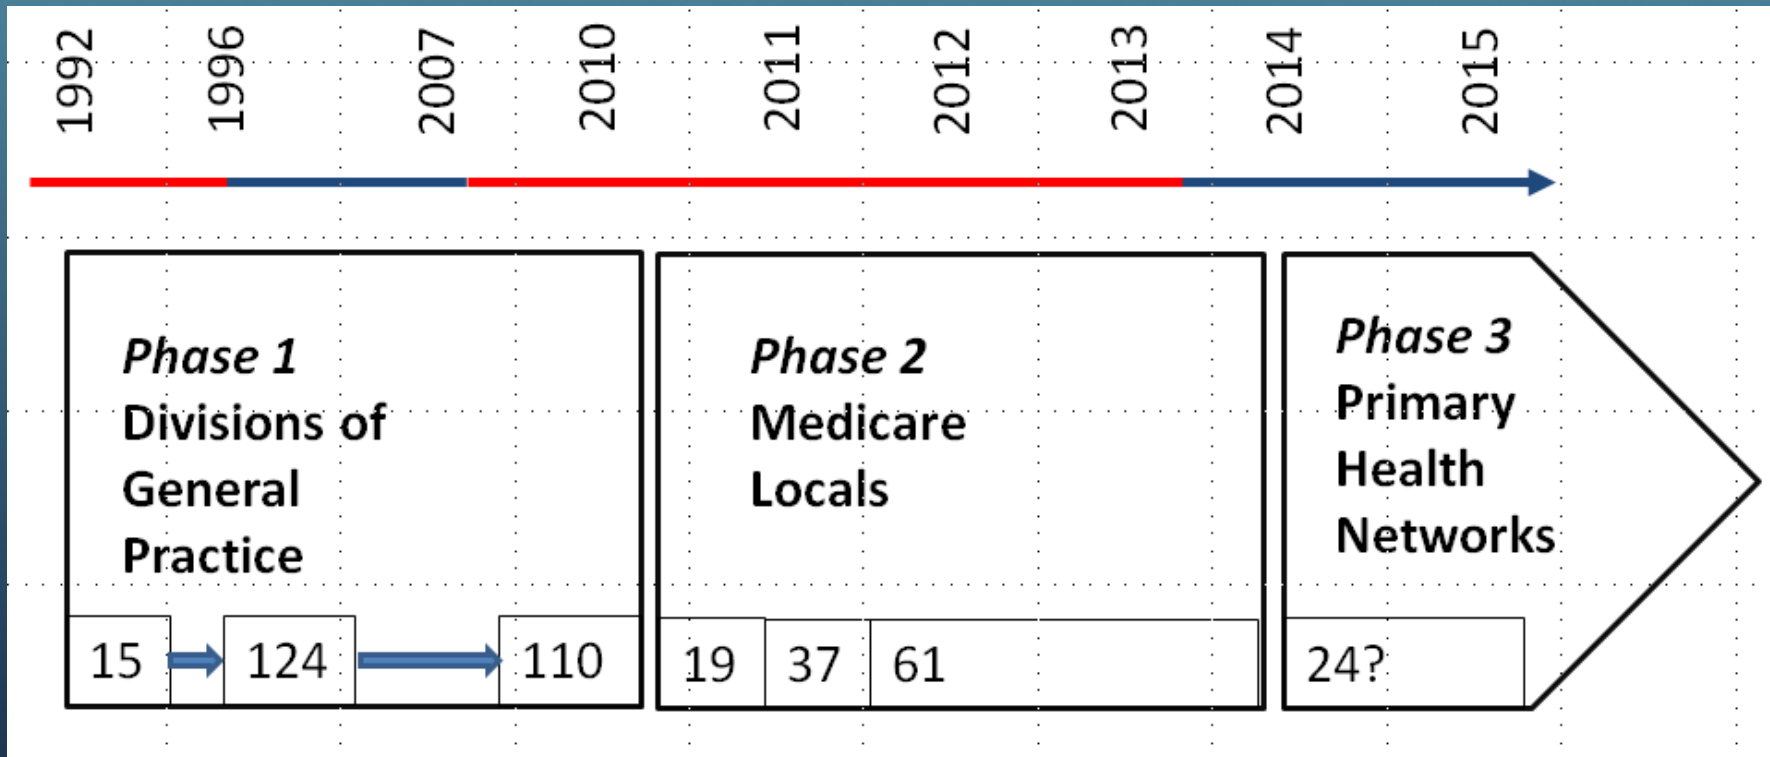 1992
1996
2007
2010
2011
2012
2013
2014
2015
Phase 1
Divisions of
General
Practice
15
124
110
Phase 2
Medicare
Locals
19
37
61
Phase 3
Primary
Health
Networks
24?